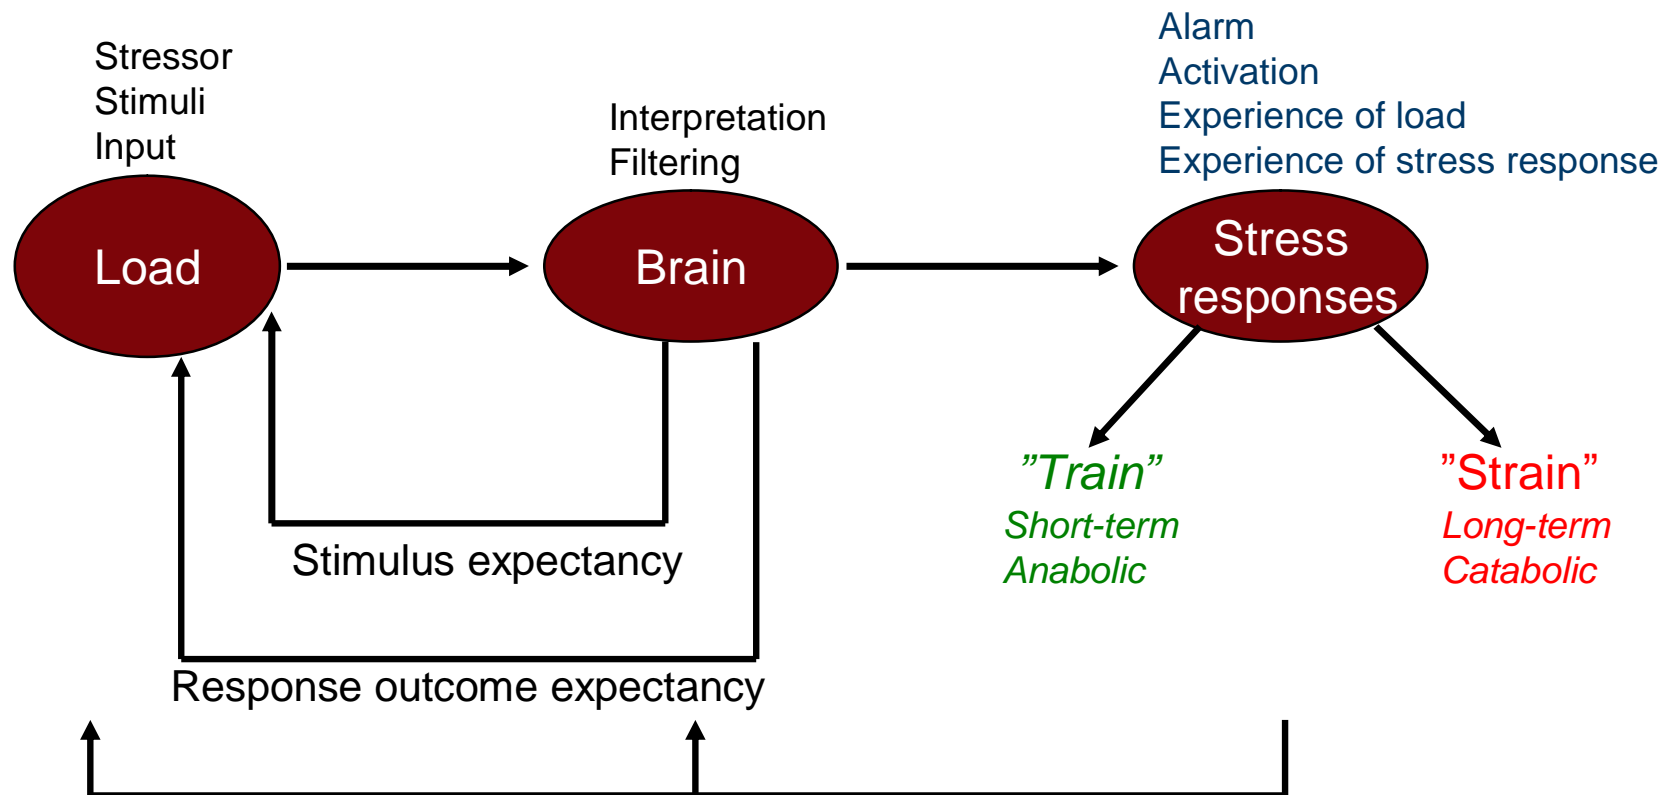 Stressor
Stimuli
Input
Load
Interpretation
Filtering
Brain
Alarm
Activation
Experience of load
Experience of stress response
Stress
responses
”Train”
Short-term
Anabolic
”Strain”
Long-term
Catabolic
Stimulus expectancy
Response outcome expectancy